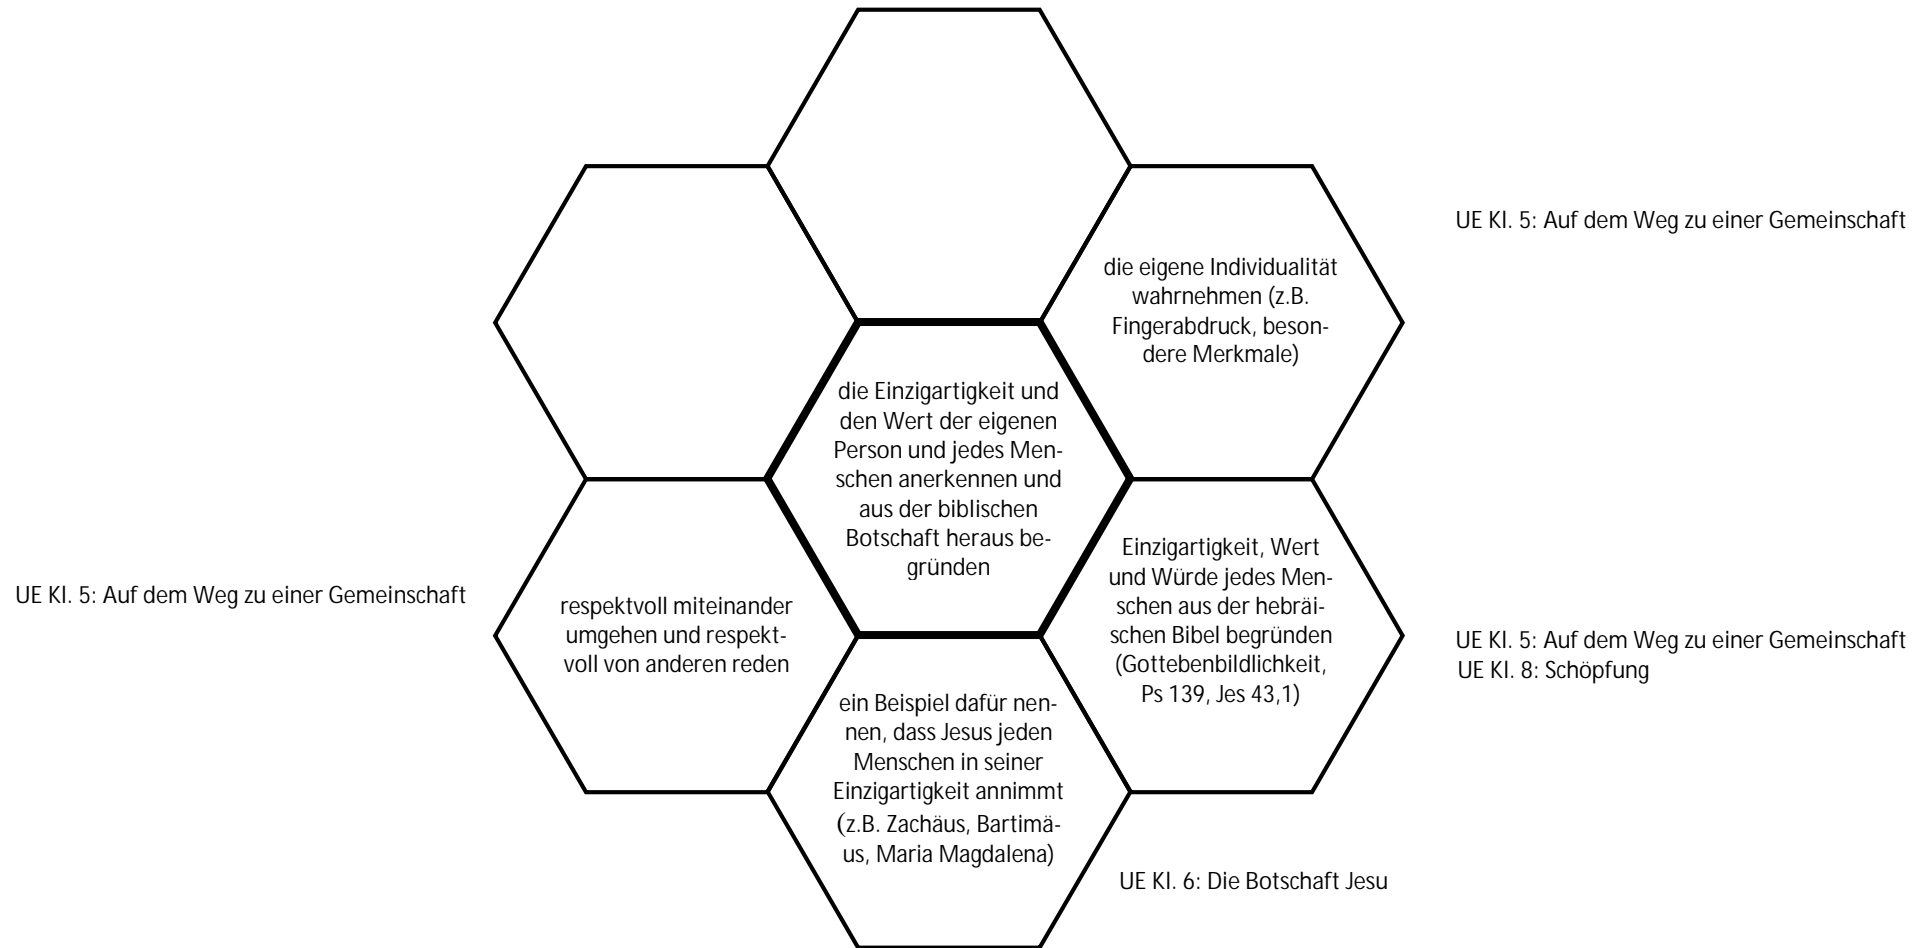 UE Kl. 5: Auf dem Weg zu einer Gemeinschaft
die eigene Individualität
wahrnehmen (z.B.
Fingerabdruck, beson-
dere Merkmale)
die Einzigartigkeit und
den Wert der eigenen
Person und jedes Men-
schen anerkennen und
aus der biblischen
Botschaft heraus be-
gründen
Einzigartigkeit, Wert
und Würde jedes Men-
schen aus der hebräi-
schen Bibel begründen
(Gottebenbildlichkeit,
Ps 139, Jes 43,1)
UE Kl. 5: Auf dem Weg zu einer Gemeinschaft
UE Kl. 8: Schöpfung
UE Kl. 5: Auf dem Weg zu einer Gemeinschaft
respektvoll miteinander
umgehen und respekt-
voll von anderen reden
ein Beispiel dafür nen-
nen, dass Jesus jeden
Menschen in seiner
Einzigartigkeit annimmt
(z.B. Zachäus, Bartimä-
us, Maria Magdalena)
UE Kl. 6: Die Botschaft Jesu